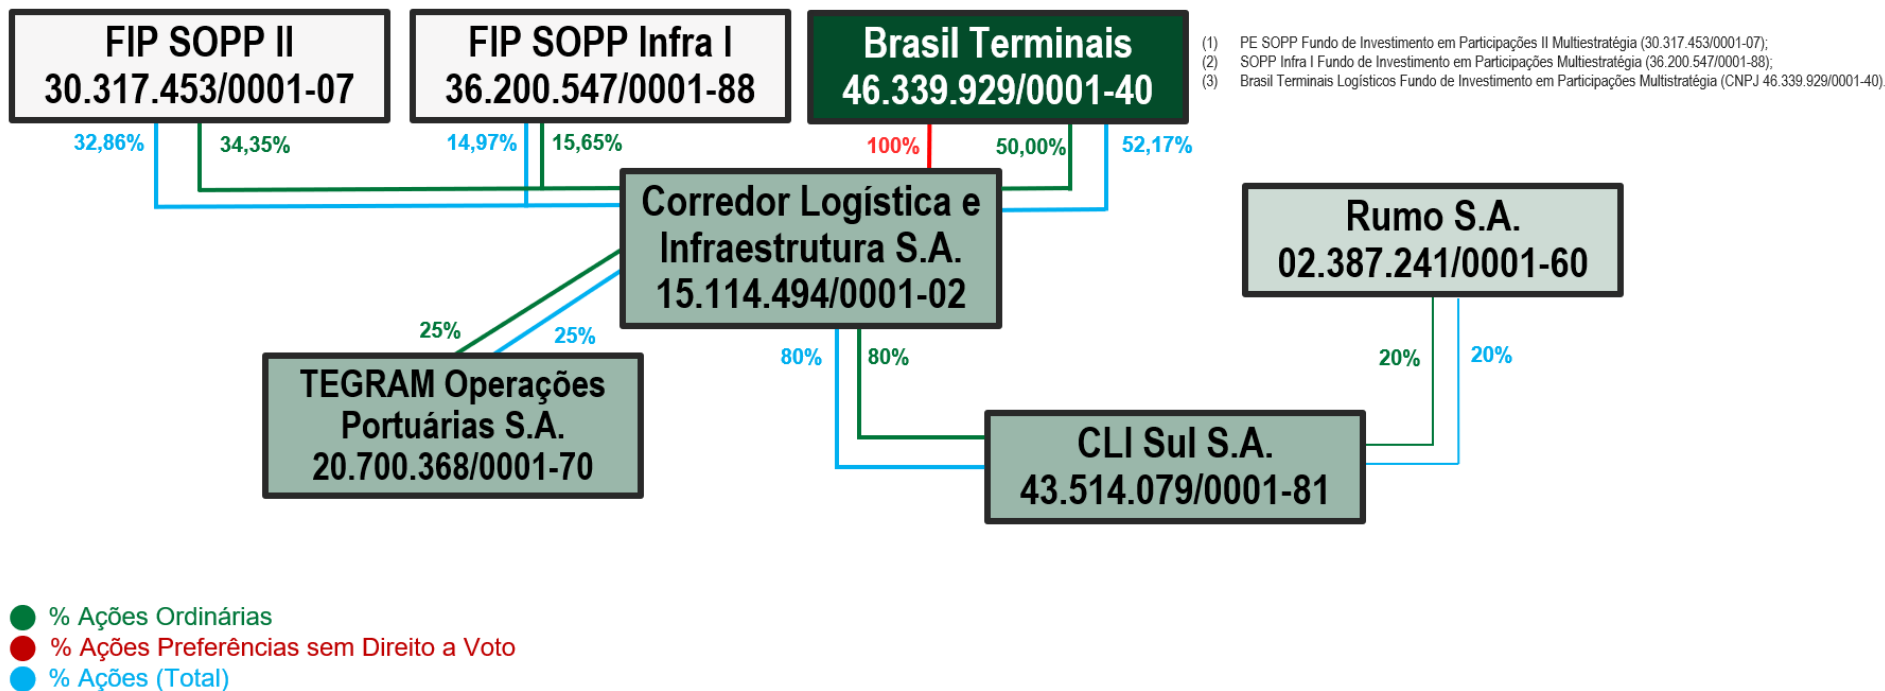 FIP SOPP II
30.317.453/0001-07
FIP SOPP Infra I
36.200.547/0001-88
Brasil Terminais
46.339.929/0001-40
(1) PE SOPP Fundo de Investimento em Participações II Multiestratégia (30.317.453/0001-07);
(2) SOPP Infra I Fundo de Investimento em Participações Multiestratégia (36.200.547/0001-88);
(3) Brasil Terminais Logísticos Fundo de Investimento em Participações Multistratégia (CNPJ 46.339.929/0001-40).
32,86%
34,35%
14,97%
15,65%
100%
50,00%
52,17%
Corredor Logística e
Infraestrutura S.A.
15.114.494/0001-02
Rumo S.A.
02.387.241/0001-60
25%
25%
80%
80%
20%
20%
TEGRAM Operações
Portuárias S.A.
20.700.368/0001-70
CLI Sul S.A.
43.514.079/0001-81
% Ações Ordinárias
% Ações Preferências sem Direito a Voto
% Ações (Total)